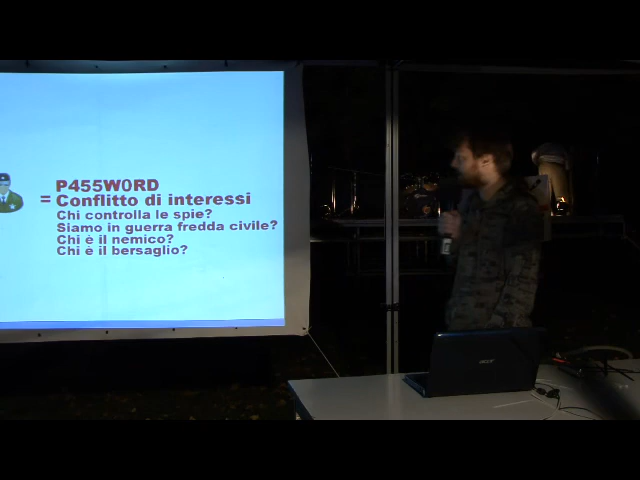 P455W0RD
= Conflitto di interessi
Chi controlla le spie?
Siamo in guerra fredda civile?
Chi è il nemico?
Chi è il bersaglio?
acer